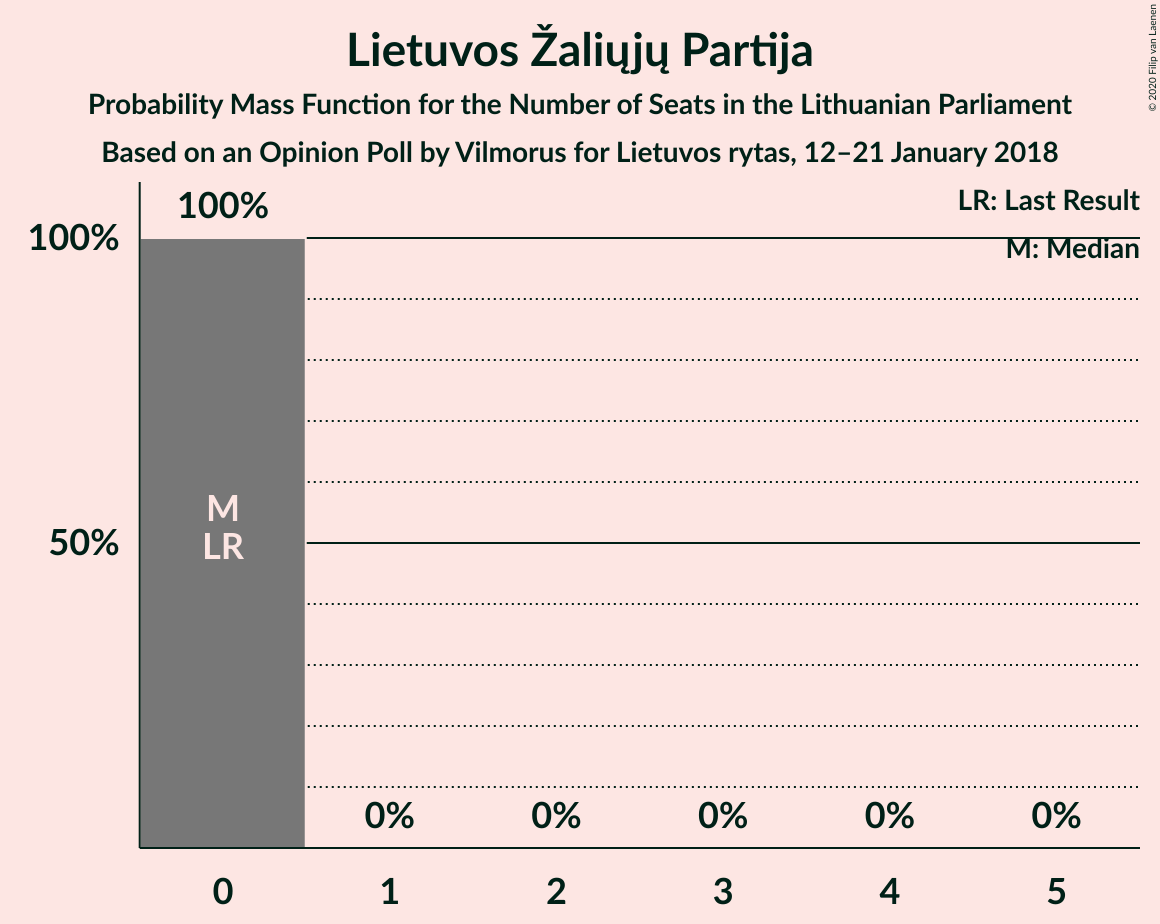 Lietuvos Žaliųjų Partija
Probability Mass Function for the Number of Seats in the Lithuanian Parliament
Based on an Opinion Poll by Vilmorus for Lietuvos rytas, 12–21 January 2018
© 2020 Filip van Laenen
LR: Last Result
M: Median
100%
100%
50%
M
LR
0% 0% 0% 0% 0%
0 1 2 3 4 5